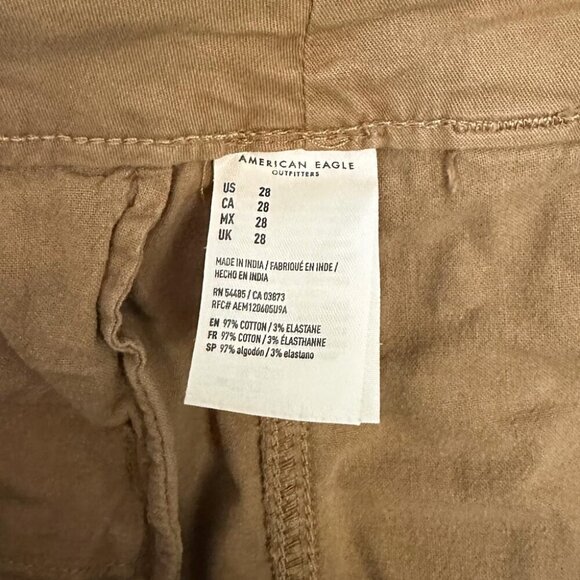 AMERICAN EAGLE
OUTFITTERS
US 28
CA 28
MX 28
UK 28
MADE IN INDIA / FABRIQUÉ EN INDE /
HECHO EN INDIA
RN 54485 / CA 03873
RFC# AEM120605U9A
EN 97% COTTON / 3% ELASTANE
FR 97% COTON / 3% ÉLASTHANNE
SP 97% algodón / 3% elastano